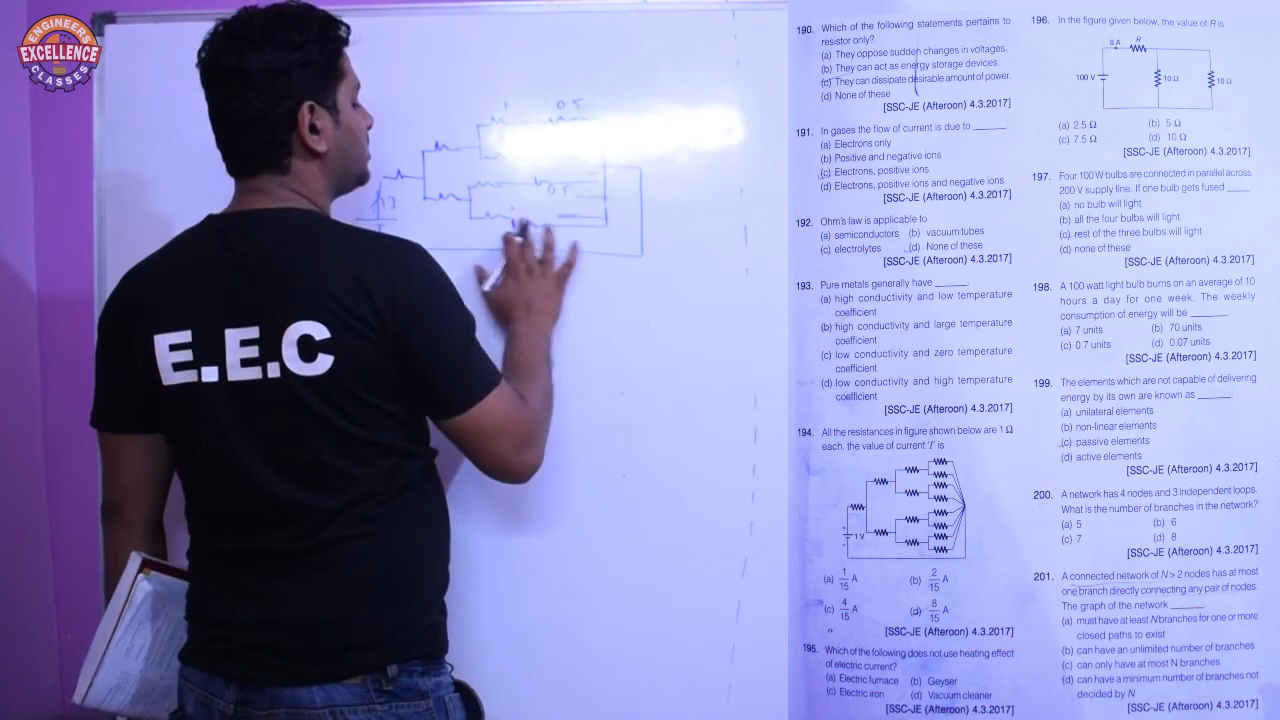 ENGINEERS
EXCELLENCE
CLASSES
E.E.C
1
0.5
190. Which of the following statements pertains to
resistor only?
(a) They oppose sudden changes in voltages.
(b) They can act as energy storage devices.
(c) They can dissipate desirable amount of power.
(d) None of these
[SSC-JE (Afteroon) 4.3.2017]
191. In gases the flow of current is due to ______
(a) Electrons only
(b) Positive and negative ions
(c) Electrons, positive ions
(d) Electrons, positive ions and negative ions
[SSC-JE (Afteroon) 4.3.2017]
192. Ohm's law is applicable to
(a) semiconductors (b) vacuum tubes
(c) electrolytes (d) None of these
[SSC-JE (Afteroon) 4.3.2017]
193. Pure metals generally have ______.
(a) high conductivity and low temperature
coefficient
(b) high conductivity and large temperature
coefficient
(c) low conductivity and zero temperature
coefficient
(d) low conductivity and high temperature
coefficient
[SSC-JE (Afteroon) 4.3.2017]
194. All the resistances in figure shown below are 1 Ω
each. the value of current 'I' is
1 V
(a) 1/15 A (b) 2/15 A
(c) 4/15 A (d) 8/15 A
[SSC-JE (Afteroon) 4.3.2017]
195. Which of the following does not use heating effect
of electric current?
(a) Electric furnace (b) Geyser
(c) Electric iron (d) Vacuum cleaner
[SSC-JE (Afteroon) 4.3.2017]
196. In the figure given below, the value of R is
8 A R
100 V 10 Ω 10 Ω
(a) 2.5 Ω (b) 5 Ω
(c) 7.5 Ω (d) 10 Ω
[SSC-JE (Afteroon) 4.3.2017]
197. Four 100 W bulbs are connected in parallel across
200 V supply line. If one bulb gets fused ______.
(a) no bulb will light
(b) all the four bulbs will light
(c) rest of the three bulbs will light
(d) none of these
[SSC-JE (Afteroon) 4.3.2017]
198. A 100 watt light bulb burns on an average of 10
hours a day for one week. The weekly
consumption of energy will be ______.
(a) 7 units (b) 70 units
(c) 0.7 units (d) 0.07 units
[SSC-JE (Afteroon) 4.3.2017]
199. The elements which are not capable of delivering
energy by its own are known as ______.
(a) unilateral elements
(b) non-linear elements
(c) passive elements
(d) active elements
[SSC-JE (Afteroon) 4.3.2017]
200. A network has 4 nodes and 3 independent loops.
What is the number of branches in the network?
(a) 5 (b) 6
(c) 7 (d) 8
[SSC-JE (Afteroon) 4.3.2017]
201. A connected network of N > 2 nodes has at most
one branch directly connecting any pair of nodes.
The graph of the network ______.
(a) must have at least N branches for one or more
closed paths to exist
(b) can have an unlimited number of branches
(c) can only have at most N branches
(d) can have a minimum number of branches not
decided by N
[SSC-JE (Afteroon) 4.3.2017]